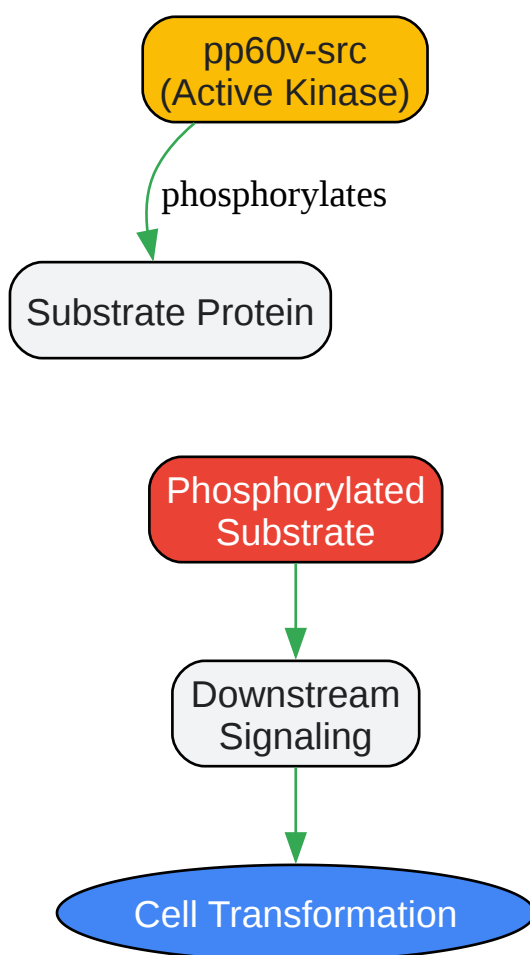 pp60v-src
(Active Kinase)
phosphorylates
Substrate Protein
Phosphorylated
Substrate
Downstream
Signaling
Cell Transformation